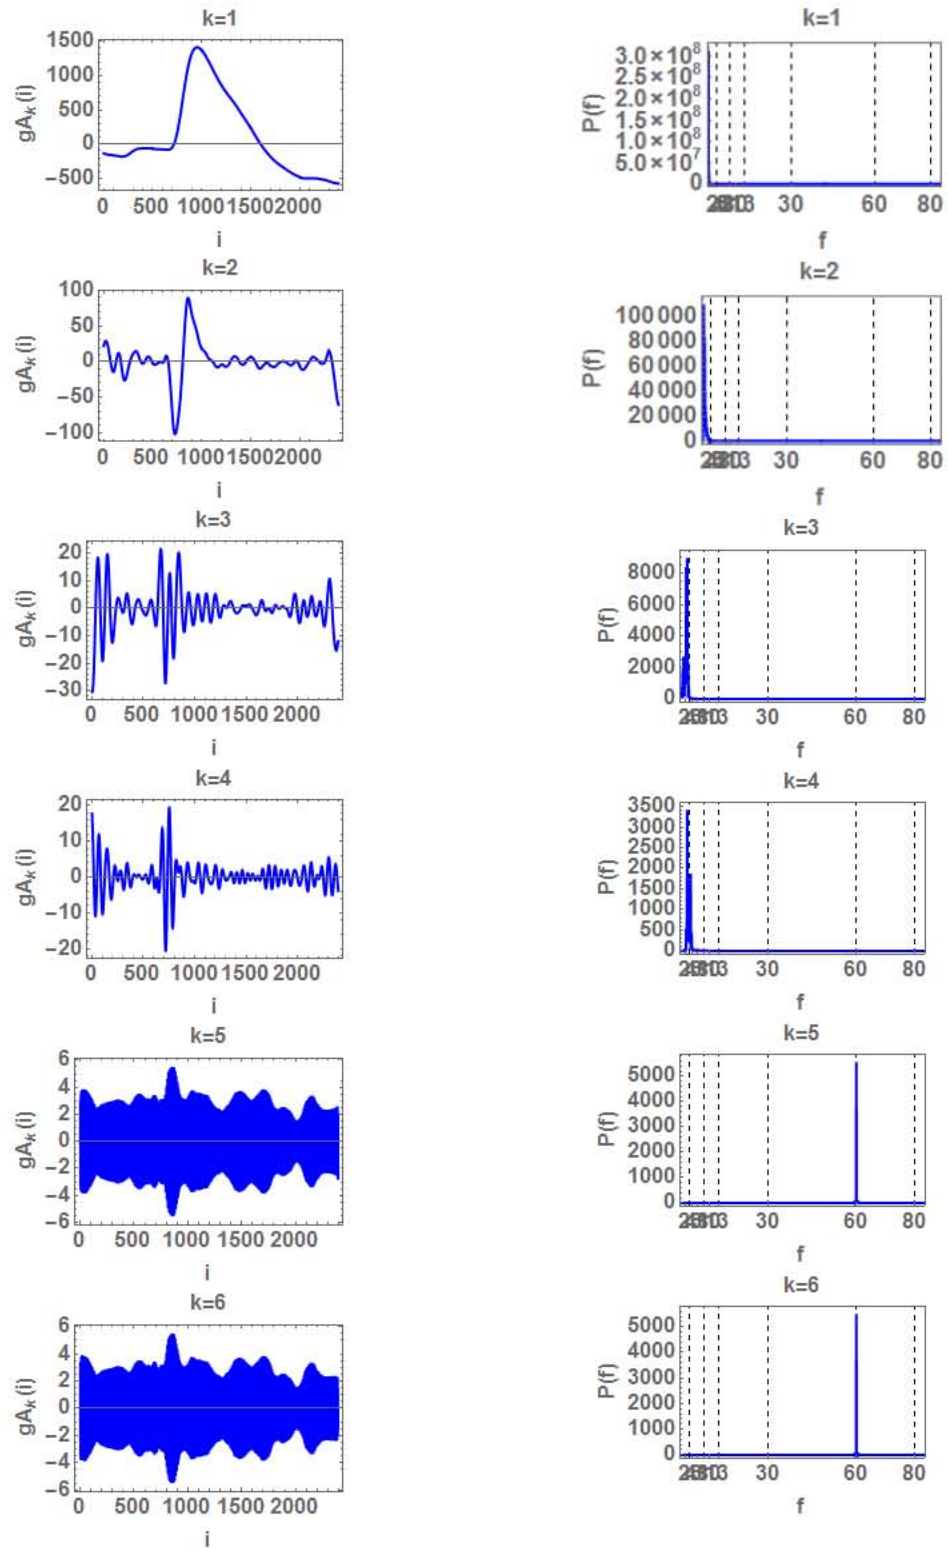 k=1
1500
1000
500
0
−500
gA_k (i)
0 500 1000 1500 2000
i
k=1
3.0×10^8
2.5×10^8
2.0×10^8
1.5×10^8
1.0×10^8
5.0×10^7
0
P(f)
30 60 80
f
k=2
100
50
0
−50
−100
gA_k (i)
0 500 1000 1500 2000
i
k=2
100 000
80 000
60 000
40 000
20 000
0
P(f)
30 60 80
f
k=3
20
10
0
−10
−20
−30
gA_k (i)
0 500 1000 1500 2000
i
k=3
8000
6000
4000
2000
0
P(f)
30 60 80
f
k=4
20
10
0
−10
−20
gA_k (i)
0 500 1000 1500 2000
i
k=4
3500
3000
2500
2000
1500
1000
500
0
P(f)
30 60 80
f
k=5
6
4
2
0
−2
−4
−6
gA_k (i)
0 500 1000 1500 2000
i
k=5
5000
4000
3000
2000
1000
0
P(f)
30 60 80
f
k=6
6
4
2
0
−2
−4
−6
gA_k (i)
0 500 1000 1500 2000
i
k=6
5000
4000
3000
2000
1000
0
P(f)
30 60 80
f